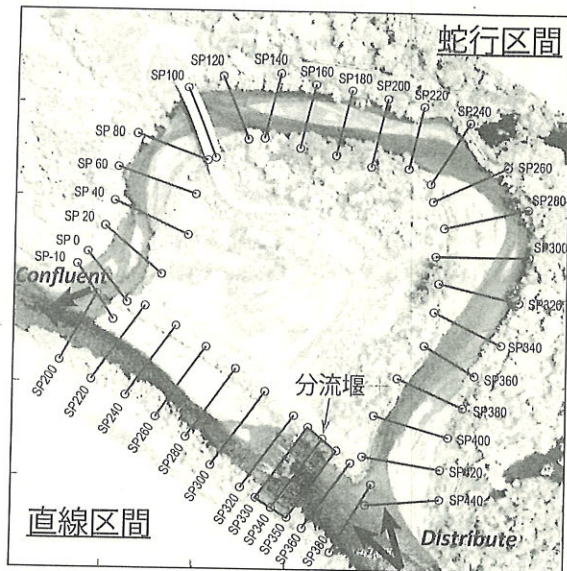 蛇行区間
SP140
SP120
SP160
SP100
SP180
SP200
SP220
SP240
SP 80
SP 60
SP260
SP 40
SP280
SP 20
SP 0
SP300
SP-10
Confluent
SP320
SP340
SP200
SP360
SP220
分流堰
SP380
SP240
SP260
SP400
SP280
SP300
SP420
SP320
SP330
SP440
SP340
SP350
SP360
SP380
直線区間
Distribute